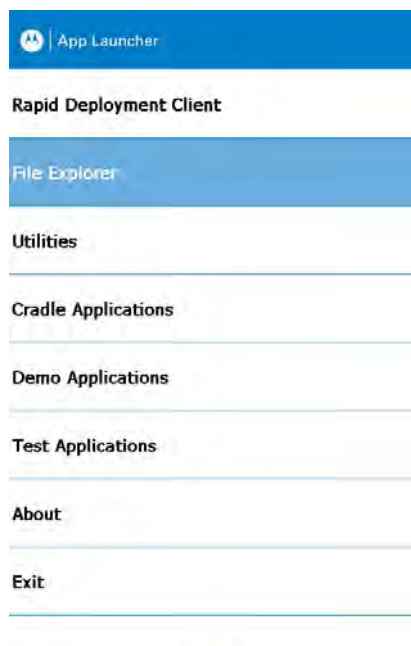 App Launcher
Rapid Deployment Client
File Explorer
Utilities
Cradle Applications
Demo Applications
Test Applications
About
Exit